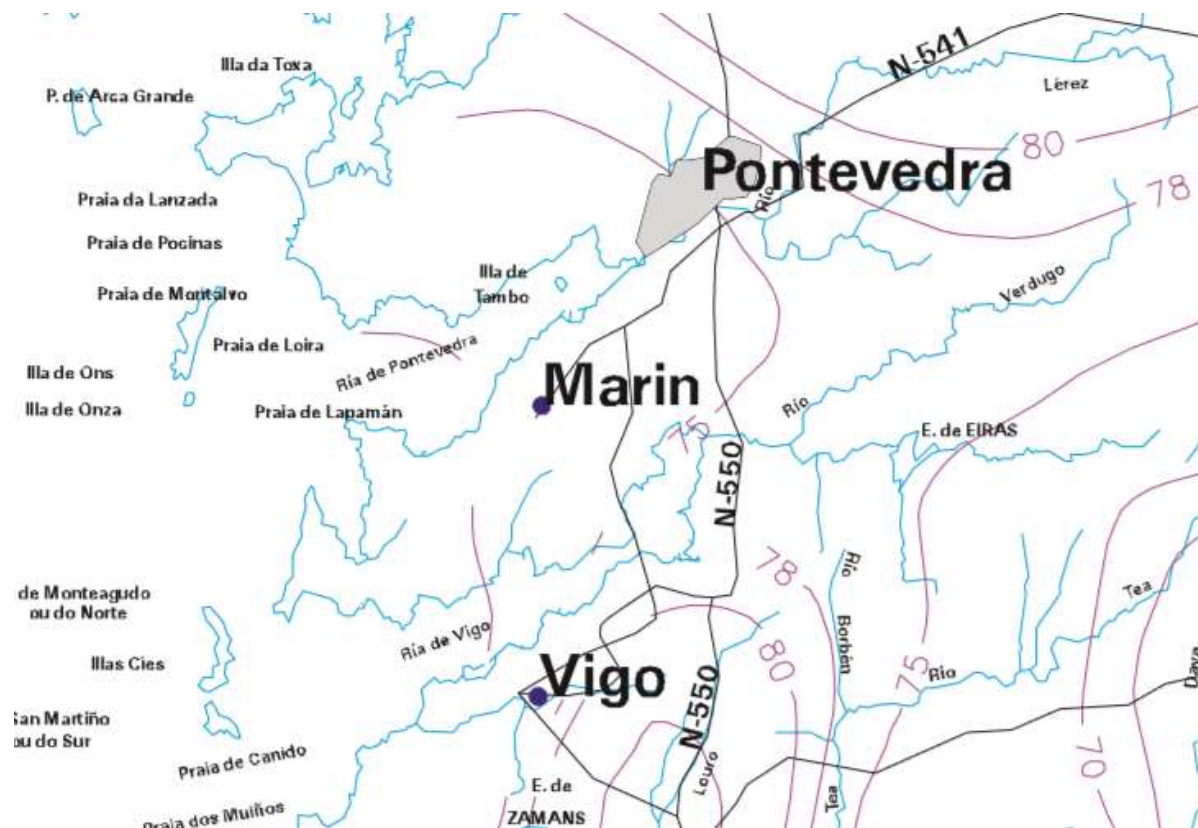 N-541
Illa da Toxa
Lérez
P. de Arca Grande
80
Pontevedra
78
Praia da Lanzada
Río
Praia de Pocinas
Illa de
Tambo
Verdugo
Praia de Montalvo
Praia de Loira
Ría de Pontevedra
Illa de Ons
Marin
Illa de Onza
Praia de Lapamán
Río
75
E. de EIRAS
N-550
78
Río
de Monteagudo
ou do Norte
Tea
Borbén
Ría de Vigo
80
Illas Cíes
Vigo
75
Río
Dava
N-550
San Martiño
ou do Sur
Praia de Canido
70
Louro
E. de
ZAMANS
Tea
Praia dos Muiños